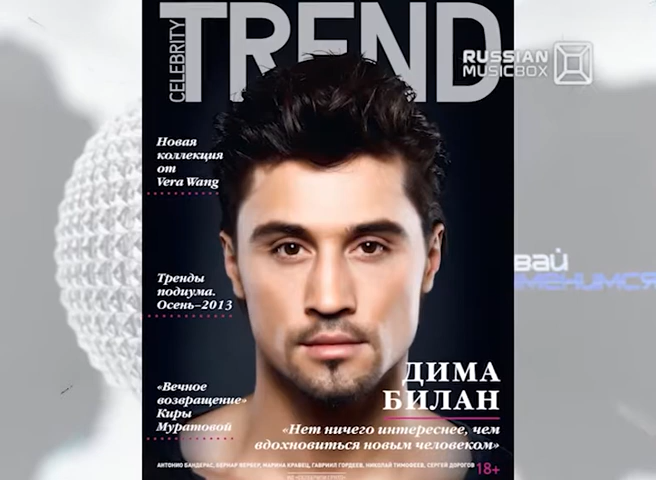 CELEBRITY
TREND
RUSSIAN
MUSICBOX
Новая
коллекция
от
Vera Wang
Тренды
подиума.
Осень–2013
«Вечное
возвращение»
Киры
Муратовой
ДИМА
БИЛАН
«Нет ничего интереснее, чем
вдохновиться новым человеком»
АНТОНИО БАНДЕРАС, БЕРНАР ВЕРБЕР, МАРИНА КРАВЕЦ, ГАВРИИЛ ГОРДЕЕВ, НИКОЛАЙ ТИМОФЕЕВ, СЕРГЕЙ ДОРОГОВ 18+